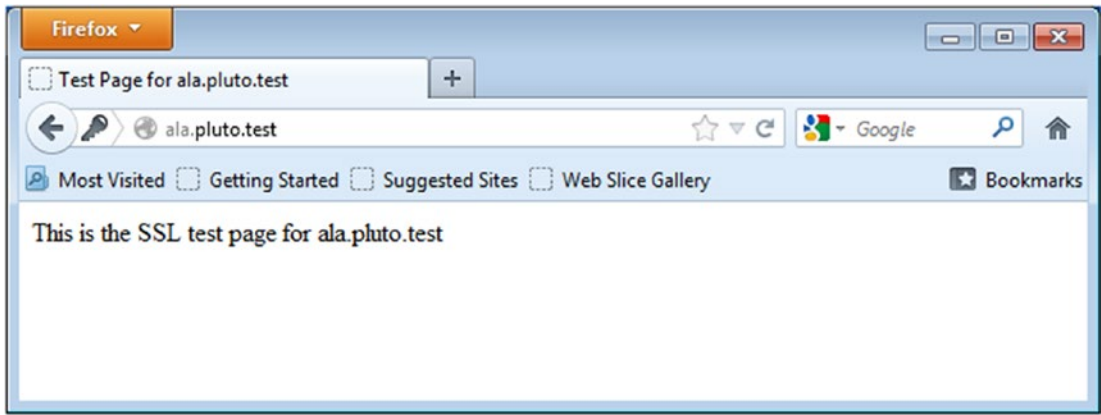 Firefox
Test Page for ala.pluto.test
ala.pluto.test
Google
Most Visited Getting Started Suggested Sites Web Slice Gallery Bookmarks
This is the SSL test page for ala.pluto.test